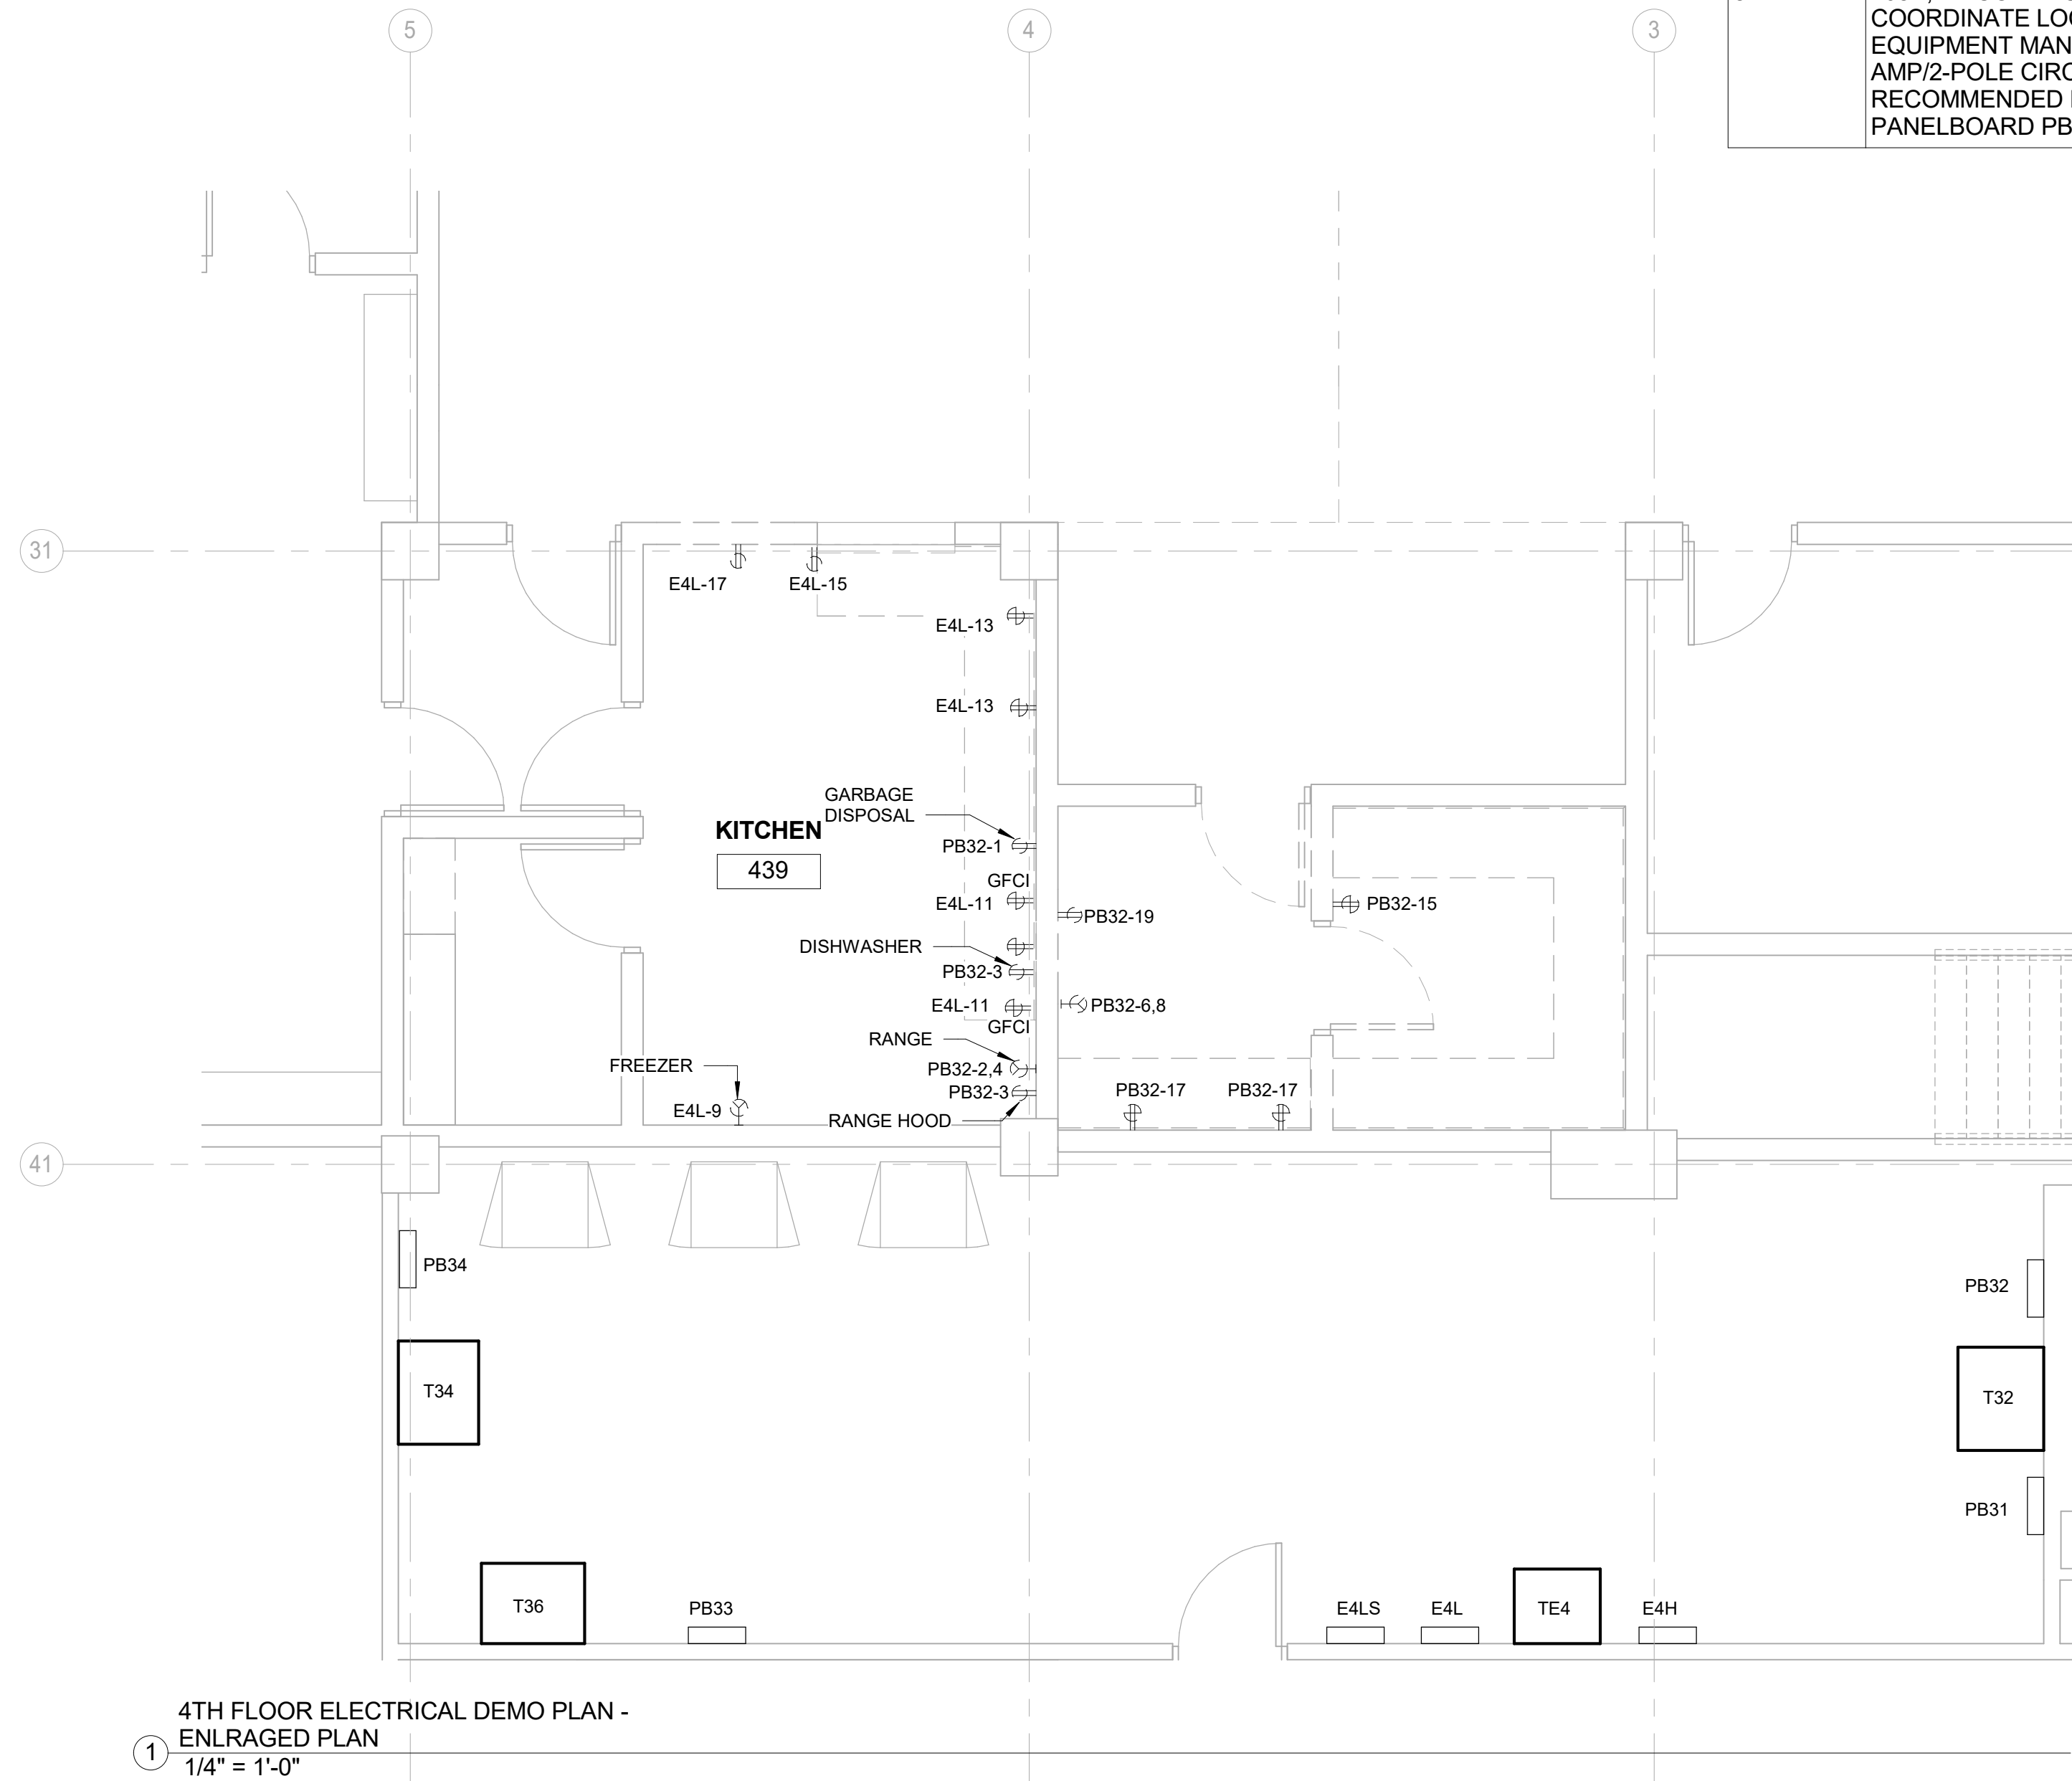 5
4
3
COORDINATE
EQUIPMENT
AMP/2-POLE
RECOMMENDED
PANELBOARD
31
E4L-17
E4L-15
E4L-13
E4L-13
GARBAGE
DISPOSAL
KITCHEN
439
PB32-1
GFCI
E4L-11
PB32-19
PB32-15
DISHWASHER
PB32-3
E4L-11
PB32-6,8
GFCI
RANGE
FREEZER
PB32-2,4
PB32-3
PB32-17
PB32-17
E4L-9
RANGE HOOD
41
PB34
PB32
T34
T32
PB31
T36
PB33
E4LS
E4L
TE4
E4H
4TH FLOOR ELECTRICAL DEMO PLAN -
ENLRAGED PLAN
1
1/4" = 1'-0"